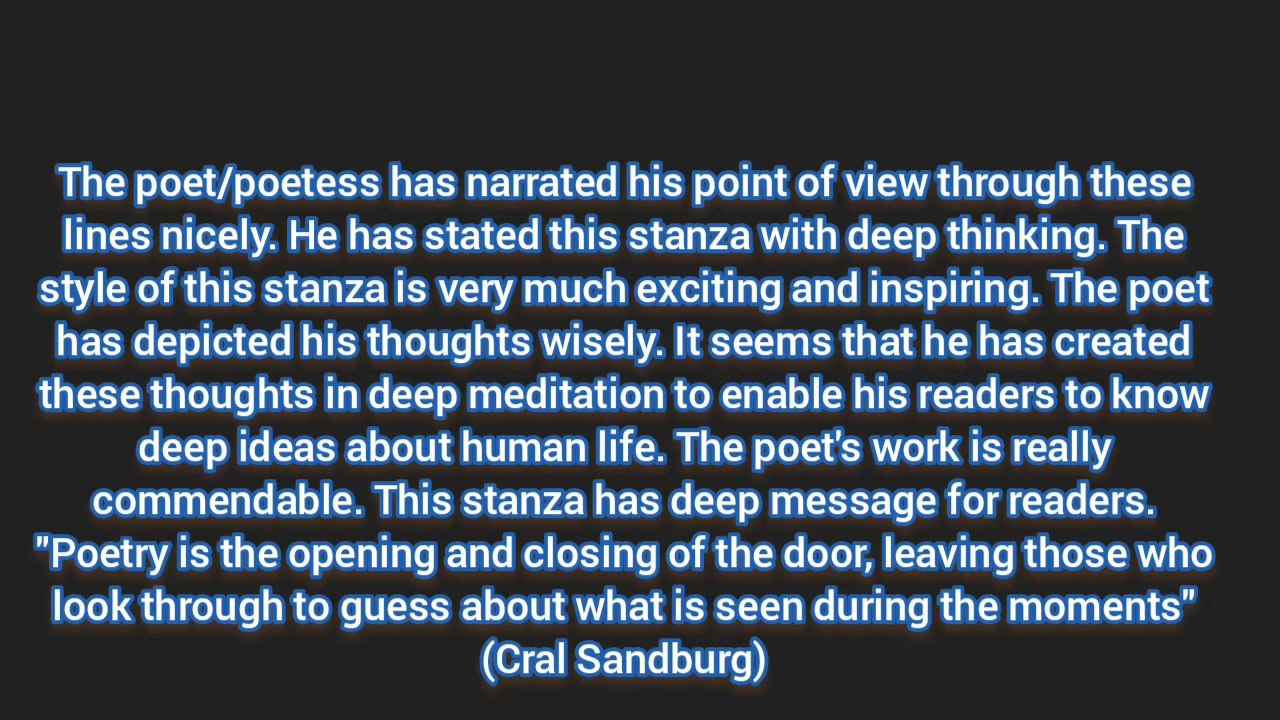 The poet/poetess has narrated his point of view through these
lines nicely. He has stated this stanza with deep thinking. The
style of this stanza is very much exciting and inspiring. The poet
has depicted his thoughts wisely. It seems that he has created
these thoughts in deep meditation to enable his readers to know
deep ideas about human life. The poet's work is really
commendable. This stanza has deep message for readers.
"Poetry is the opening and closing of the door, leaving those who
look through to guess about what is seen during the moments"
(Cral Sandburg)